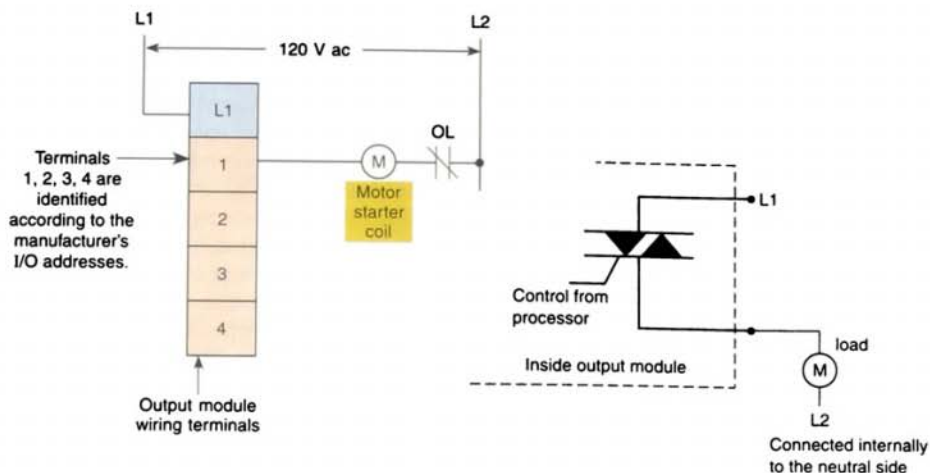 L1
L2
120 V ac
L1
1
2
3
4
Terminals
1, 2, 3, 4 are
identified
according to the
manufacturer's
I/O addresses.
OL
M
Motor
starter
coil
Output module
wiring terminals
L1
Control from
processor
Inside output module
load
M
L2
Connected internally
to the neutral side